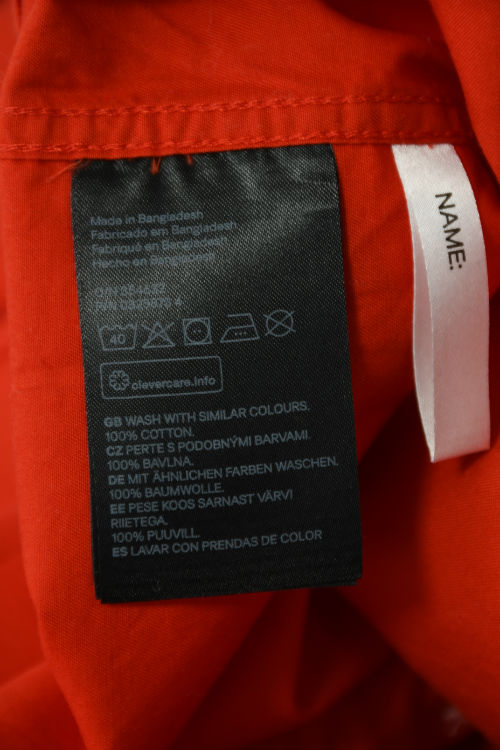 Made in Bangladesh
Fabricado em Bangladesh
Fabriqué en Bangladesh
Hecho en Bangladesh
40
clevercare.info
GB WASH WITH SIMILAR COLOURS.
100% COTTON.
CZ PERTE S PODOBNÝMI BARVAMI.
100% BAVLNA.
DE MIT ÄHNLICHEN FARBEN WASCHEN.
100% BAUMWOLLE.
EE PESE KOOS SARNAST VÄRVI
RIIETEGA.
100% PUUVILL.
ES LAVAR CON PRENDAS DE COLOR
NAME: